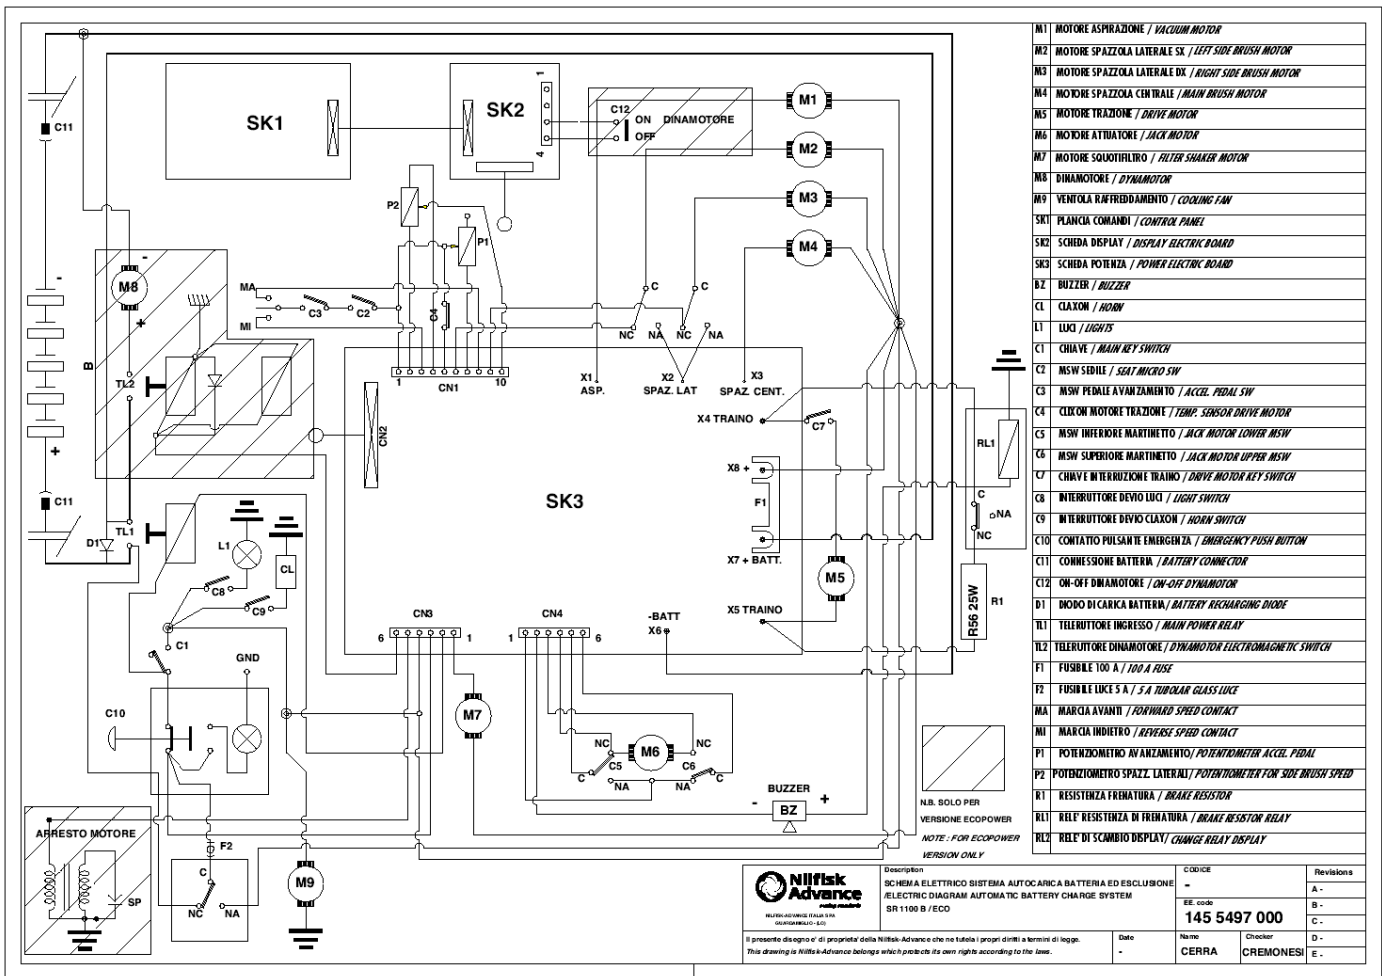 C11
-
+
C11
B
M8
-
+
TL2
D1
TL1
SK1
SK2
1
4
C12
ON DINAMOTORE
OFF
M1
M2
M3
M4
P2
P1
MA
MI
C3
C2
C4
C
C
NC
NA
NC
NA
1
CN1
10
X1
ASP.
X2
SPAZ. LAT
X3
SPAZ. CENT.
CN2
X4 TRAINO
C7
X8 +
F1
X7 + BATT.
SK3
RL1
C
NA
NC
M5
R56 25W
R1
L1
CL
C8
C9
C1
GND
C10
CN3
6
1
CN4
1
6
-BATT
X6
X5 TRAINO
M7
NC
M6
NC
C
C5
C6
C
NA
NA
BUZZER
-
BZ
+
N.B. SOLO PER
VERSIONE ECOPOWER
NOTE : FOR ECOPOWER
VERSION ONLY
ARRESTO MOTORE
SP
F2
C
NC
NA
M9
M1 MOTORE ASPIRAZIONE / VACUUM MOTOR
M2 MOTORE SPAZZOLA LATERALE SX / LEFT SIDE BRUSH MOTOR
M3 MOTORE SPAZZOLA LATERALE DX / RIGHT SIDE BRUSH MOTOR
M4 MOTORE SPAZZOLA CENTRALE / MAIN BRUSH MOTOR
M5 MOTORE TRAZIONE / DRIVE MOTOR
M6 MOTORE ATTUATORE / JACK MOTOR
M7 MOTORE SQUOTIFILTRO / FILTER SHAKER MOTOR
M8 DINAMOTORE / DYNAMOTOR
M9 VENTOLA RAFFREDDAMENTO / COOLING FAN
SK1 PLANCIA COMANDI / CONTROL PANEL
SK2 SCHEDA DISPLAY / DISPLAY ELECTRIC BOARD
SK3 SCHEDA POTENZA / POWER ELECTRIC BOARD
BZ BUZZER / BUZZER
CL CLAXON / HORN
L1 LUCI / LIGHTS
C1 CHIAVE / MAIN KEY SWITCH
C2 MSW SEDILE / SEAT MICRO SW
C3 MSW PEDALE AVANZAMENTO / ACCEL. PEDAL SW
C4 CLIXON MOTORE TRAZIONE / TEMP. SENSOR DRIVE MOTOR
C5 MSW INFERIORE MARTINETTO / JACK MOTOR LOWER MSW
C6 MSW SUPERIORE MARTINETTO / JACK MOTOR UPPER MSW
C7 CHIAVE INTERRUZIONE TRAINO / DRIVE MOTOR KEY SWITCH
C8 INTERRUTTORE DEVIO LUCI / LIGHT SWITCH
C9 INTERRUTTORE DEVIO CLAXON / HORN SWITCH
C10 CONTATTO PULSANTE EMERGENZA / EMERGENCY PUSH BUTTON
C11 CONNESSIONE BATTERIA / BATTERY CONNECTOR
C12 ON-OFF DINAMOTORE / ON-OFF DYNAMOTOR
D1 DIODO DI CARICA BATTERIA / BATTERY RECHARGING DIODE
TL1 TELERUTTORE INGRESSO / MAIN POWER RELAY
TL2 TELERUTTORE DINAMOTORE / DYNAMOTOR ELECTROMAGNETIC SWITCH
F1 FUSIBILE 100 A / 100 A FUSE
F2 FUSIBILE LUCE 5 A / 5 A TUBOLAR GLASS LUCE
MA MARCIA AVANTI / FORWARD SPEED CONTACT
MI MARCIA INDIETRO / REVERSE SPEED CONTACT
P1 POTENZIOMETRO AVANZAMENTO/ POTENTIOMETER ACCEL. PEDAL
P2 POTENZIOMETRO SPAZZ. LATERALI/ POTENTIOMETER FOR SIDE BRUSH SPEED
R1 RESISTENZA FRENATURA / BRAKE RESISTOR
RL1 RELE' RESISTENZA DI FRENATURA / BRAKE RESISTOR RELAY
RL2 RELE' DI SCAMBIO DISPLAY/ CHANGE RELAY DISPLAY
Nilfisk
Advance
NILFISK-ADVANCE ITALIA S P A
GUARDAMIGLIO - (LO)
Description
SCHEMA ELETTRICO SISTEMA AUTOCARICA BATTERIA ED ESCLUSIONE
/ELECTRIC DIAGRAM AUTOMATIC BATTERY CHARGE SYSTEM
SR 1100 B / ECO
CODICE
-
EE. code
145 5497 000
Revisions
A -
B -
C -
D -
E -
Il presente disegno e' di proprieta' della Nilfisk-Advance che ne tutela i propri diritti a termini di legge.
This drawing is Nilfisk-Advance belongs which protects its own rights according to the laws.
Date
-
Name
CERRA
Checker
CREMONESI